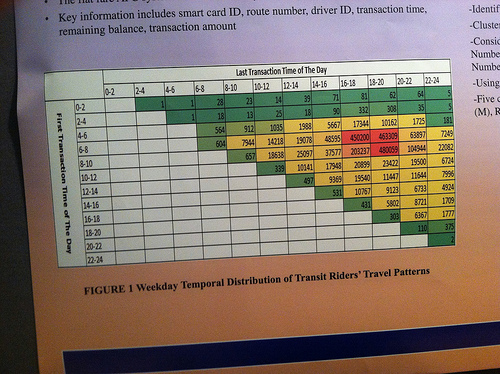 • Key information includes smart card ID, route number, driver ID, transaction time,
remaining balance, transaction amount
-Identif
-Cluster
-Consid
Numbe
Numbe
-Using
-Five c
(M), R
Last Transaction Time of The Day
0-2 2-4 4-6 6-8 8-10 10-12 12-14 14-16 16-18 18-20 20-22 22-24
First Transaction Time of The Day
0-2 1 1 28 23 14 39 71 81 62 64 5
2-4 1 18 13 25 18 90 332 308 35 5
4-6 564 912 1035 1988 5667 17344 10162 1725 181
6-8 604 7944 14218 19078 48595 450200 463309 63897 7249
8-10 657 18638 25097 37577 203237 480059 104944 22082
10-12 339 10141 17948 20899 23422 19500 6724
12-14 497 9369 19540 11447 11644 7996
14-16 531 10767 9123 6733 4924
16-18 431 5802 8721 1709
18-20 303 6367 1777
20-22 110 375
22-24 2
FIGURE 1 Weekday Temporal Distribution of Transit Riders' Travel Patterns